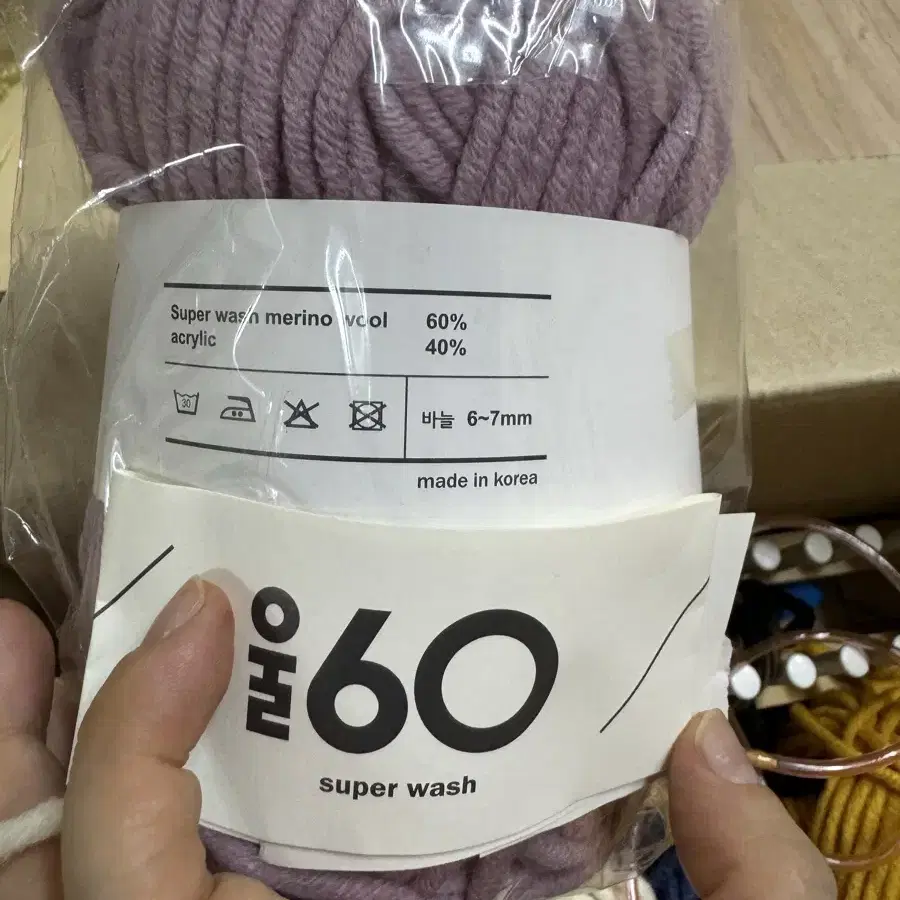 Super wash merino wool 60%
acrylic 40%
30
바늘 6~7mm
made in korea
울60
super wash